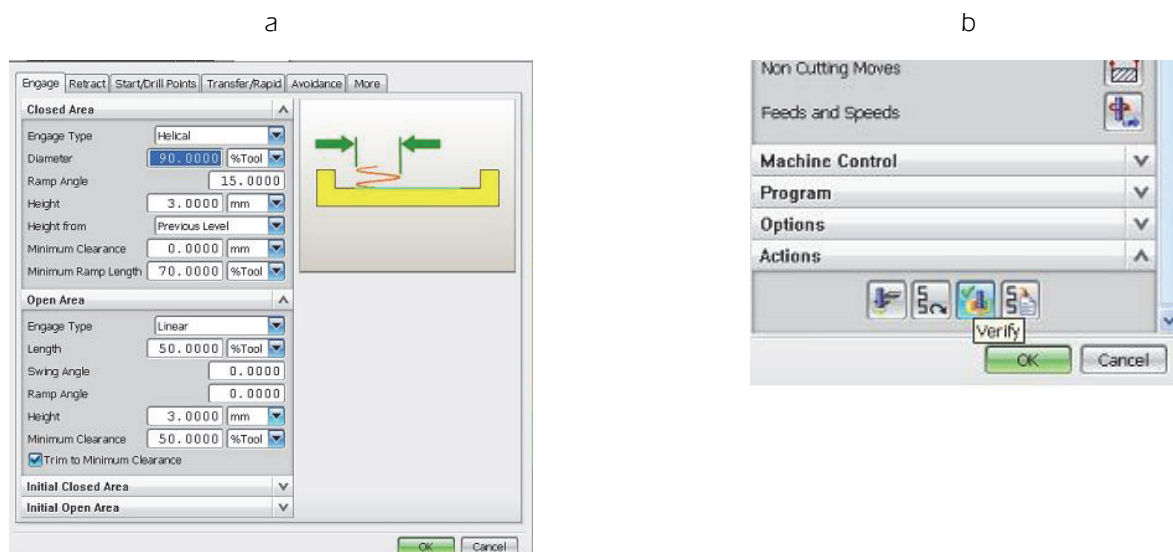 a
Engage Retract Start/Drill Points Transfer/Rapid Avoidance More
Closed Area
Engage Type Helical
Diameter 90.0000 %Tool
Ramp Angle 15.0000
Height 3.0000 mm
Height from Previous Level
Minimum Clearance 0.0000 mm
Minimum Ramp Length 70.0000 %Tool
Open Area
Engage Type Linear
Length 50.0000 %Tool
Swing Angle 0.0000
Ramp Angle 0.0000
Height 3.0000 mm
Minimum Clearance 50.0000 %Tool
Trim to Minimum Clearance
Initial Closed Area
Initial Open Area
OK Cancel
b
Non Cutting Moves
Feeds and Speeds
Machine Control
Program
Options
Actions
Verify
OK Cancel